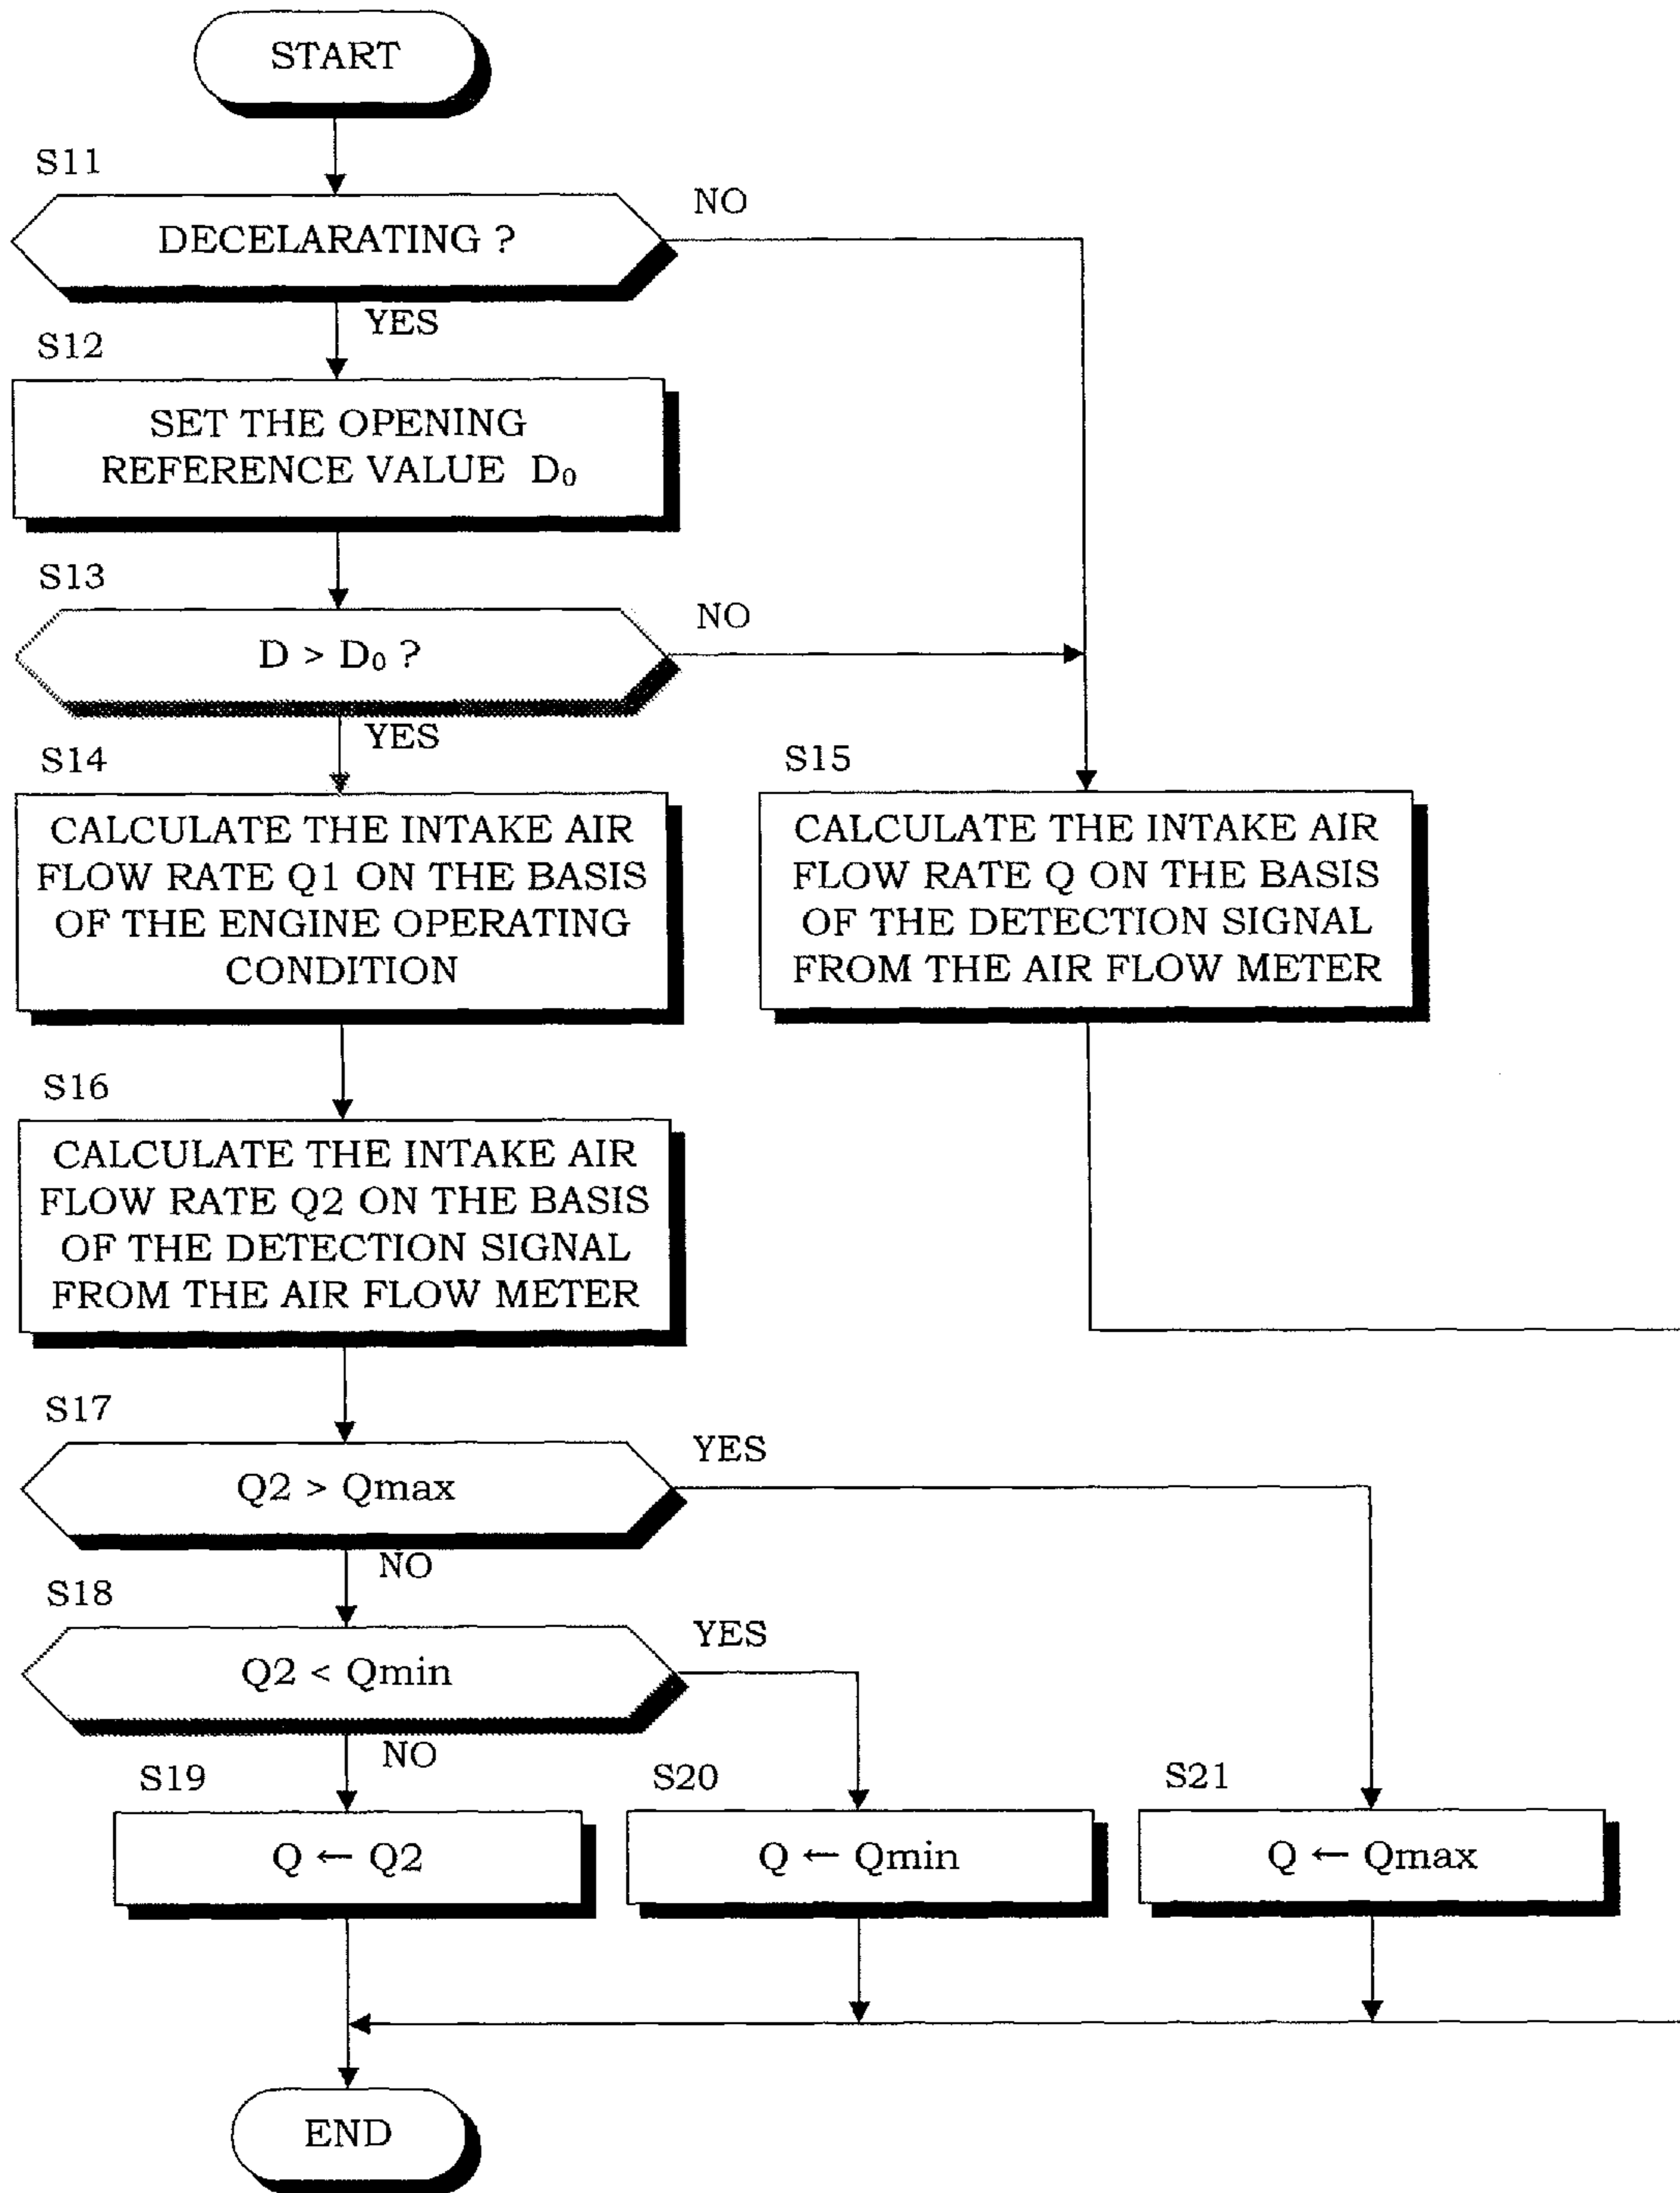 START
S11
DECELARATING ?
NO
YES
S12
SET THE OPENING
REFERENCE VALUE D₀
S13
D > D₀ ?
NO
YES
S14
CALCULATE THE INTAKE AIR
FLOW RATE Q1 ON THE BASIS
OF THE ENGINE OPERATING
CONDITION
S15
CALCULATE THE INTAKE AIR
FLOW RATE Q ON THE BASIS
OF THE DETECTION SIGNAL
FROM THE AIR FLOW METER
S16
CALCULATE THE INTAKE AIR
FLOW RATE Q2 ON THE BASIS
OF THE DETECTION SIGNAL
FROM THE AIR FLOW METER
S17
Q2 > Qmax
YES
NO
S18
Q2 < Qmin
YES
NO
S19
Q ← Q2
S20
Q ← Qmin
S21
Q ← Qmax
END